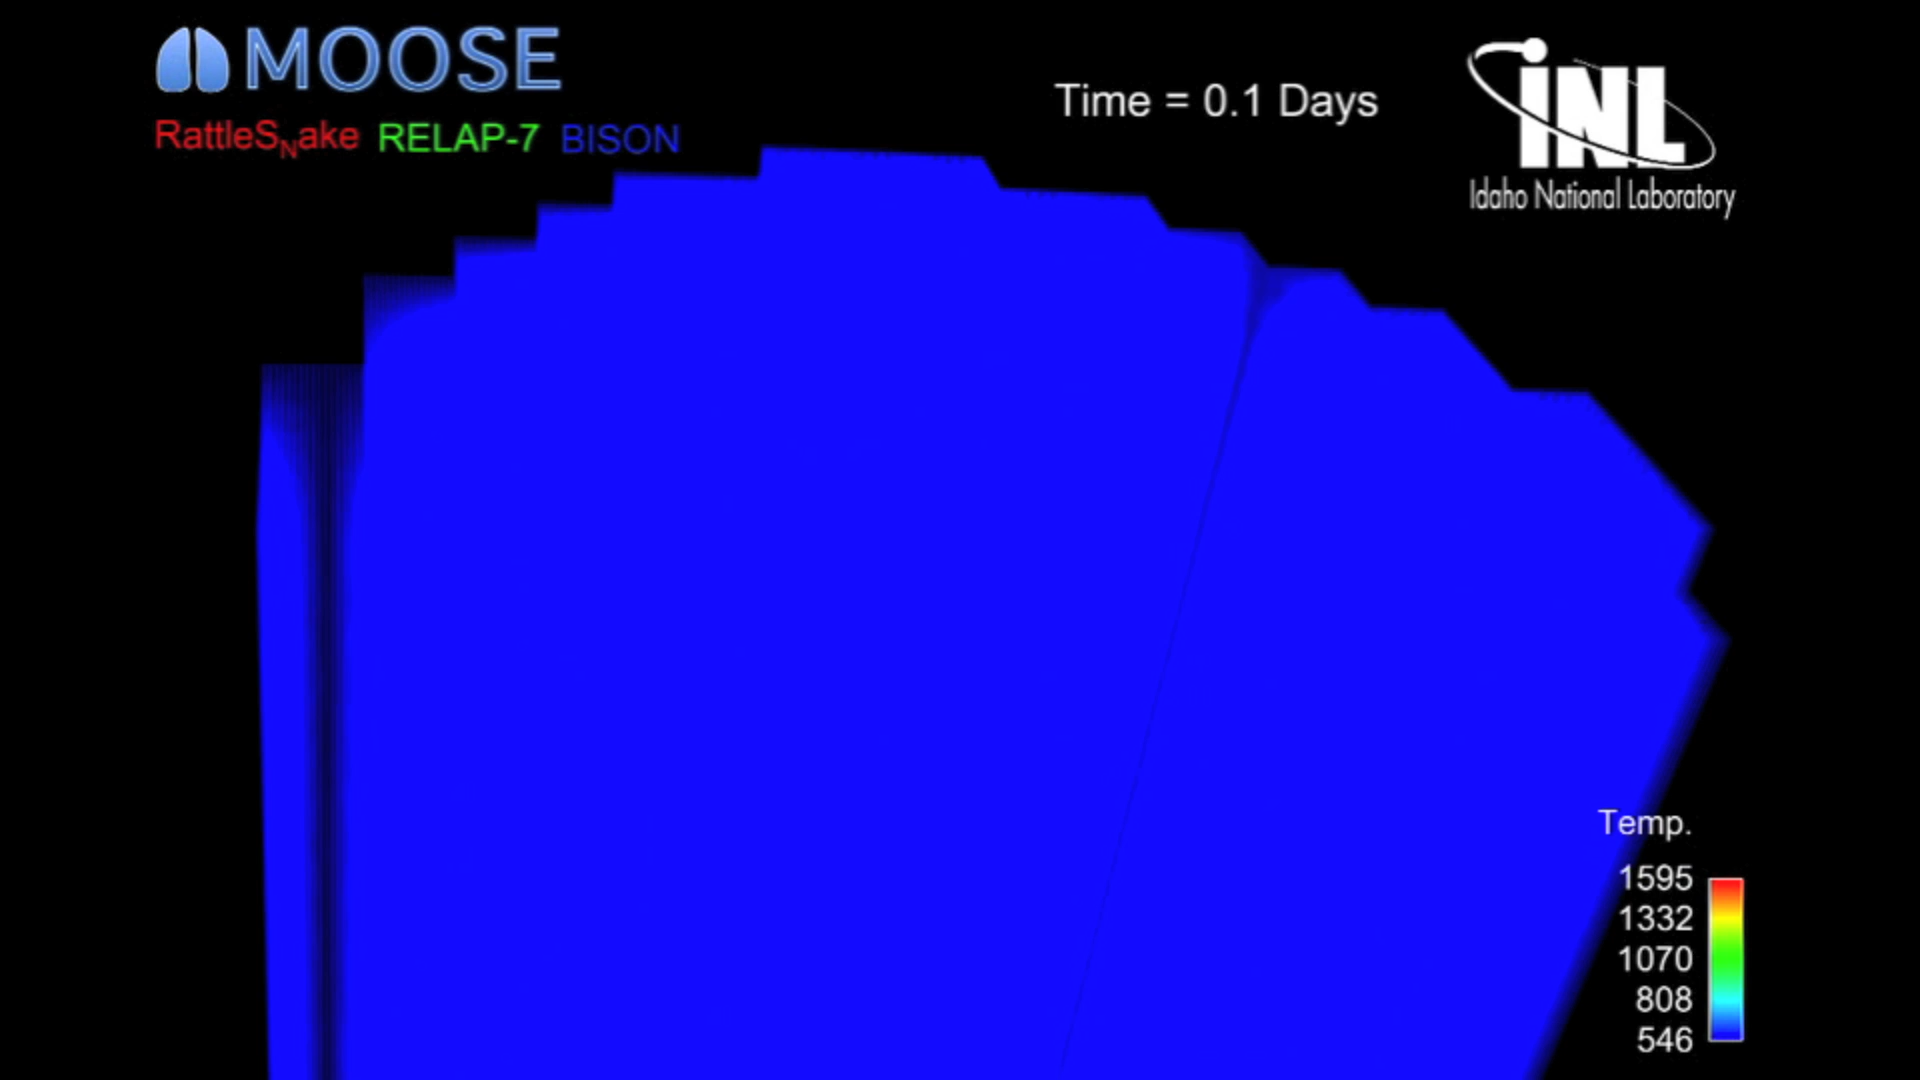 MOOSE
RattleSNake RELAP-7 BISON
Time = 0.1 Days
INL
Idaho National Laboratory
Temp.
1595
1332
1070
808
546